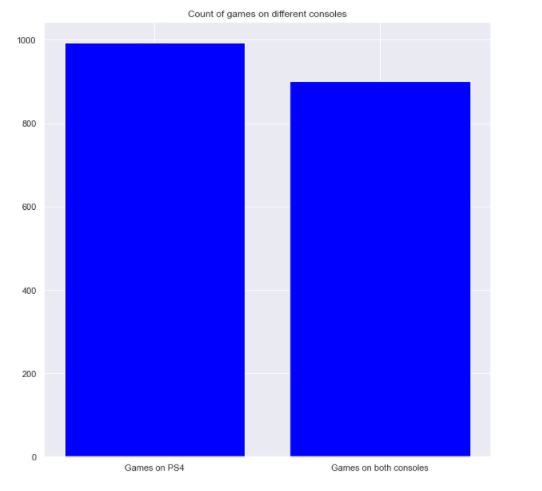 Count of games on different consoles
1000
800
600
400
200
0
Games on PS4
Games on both consoles